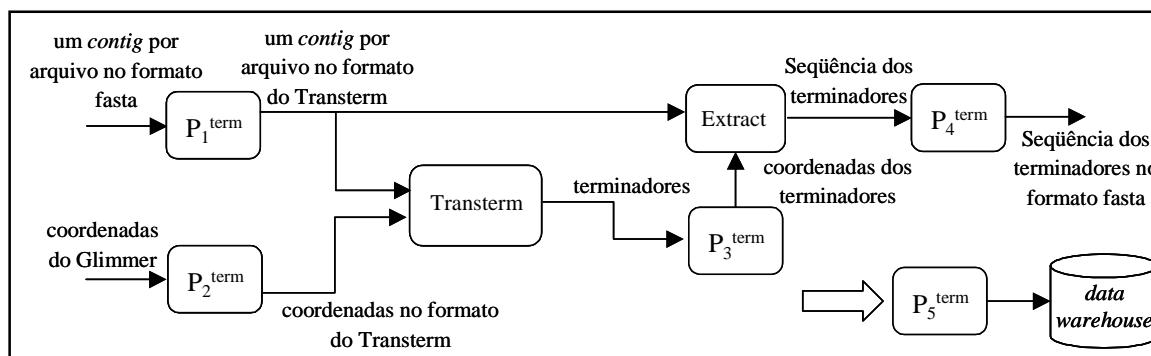 um contig por
arquivo no formato
fasta
um contig por
arquivo no formato
do Transterm
P1term
Extract
Seqüência dos
terminadores
P4term
Seqüência dos
terminadores no
formato fasta
coordenadas dos
terminadores
Transterm
terminadores
P3term
coordenadas
do Glimmer
P2term
coordenadas no formato
do Transterm
P5term
data
warehouse